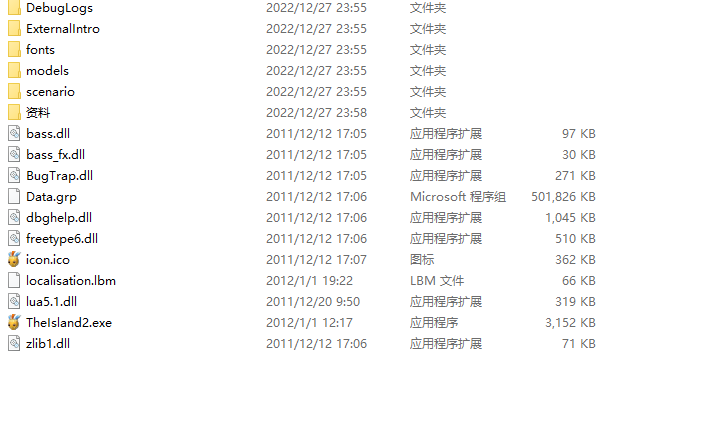 DebugLogs 2022/12/27 23:55 文件夹
ExternalIntro 2022/12/27 23:55 文件夹
fonts 2022/12/27 23:55 文件夹
models 2022/12/27 23:55 文件夹
scenario 2022/12/27 23:55 文件夹
资料 2022/12/27 23:58 文件夹
bass.dll 2011/12/12 17:05 应用程序扩展 97 KB
bass_fx.dll 2011/12/12 17:05 应用程序扩展 30 KB
BugTrap.dll 2011/12/12 17:05 应用程序扩展 271 KB
Data.grp 2011/12/12 17:06 Microsoft 程序组 501,826 KB
dbghelp.dll 2011/12/12 17:06 应用程序扩展 1,045 KB
freetype6.dll 2011/12/12 17:06 应用程序扩展 510 KB
icon.ico 2011/12/12 17:07 图标 362 KB
localisation.lbm 2012/1/1 19:22 LBM 文件 66 KB
lua5.1.dll 2011/12/20 9:50 应用程序扩展 319 KB
TheIsland2.exe 2012/1/1 12:17 应用程序 3,152 KB
zlib1.dll 2011/12/12 17:06 应用程序扩展 71 KB